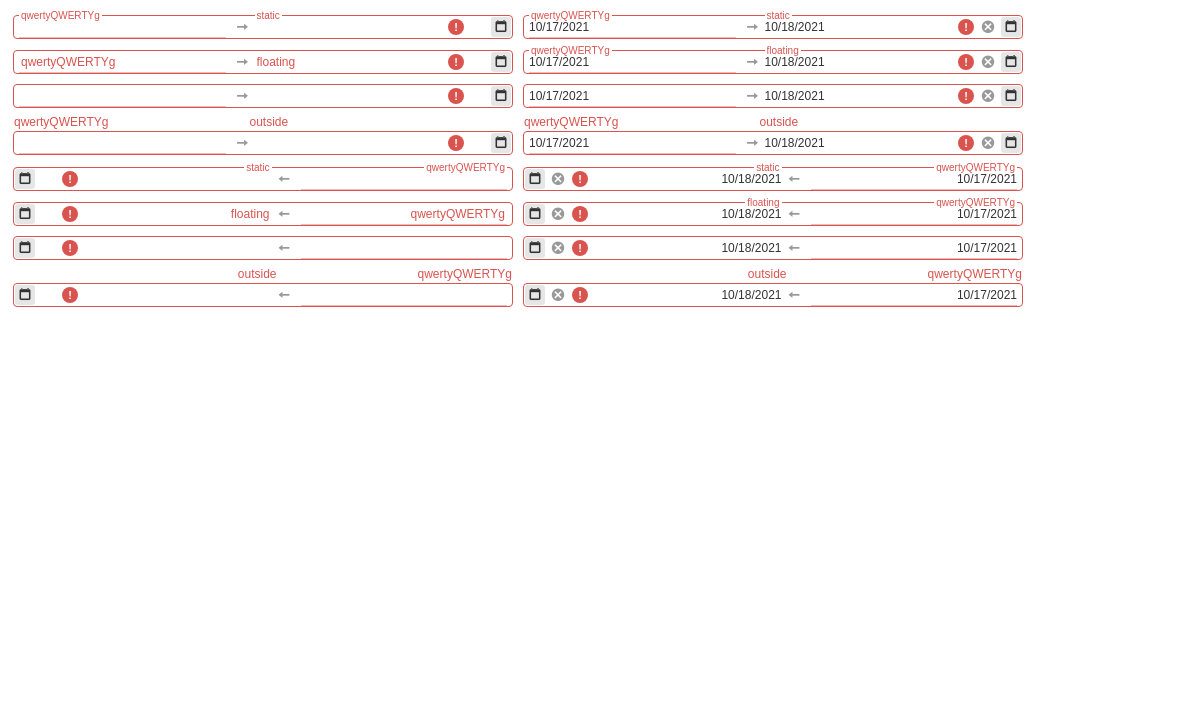 qwertyQWERTYg static qwertyQWERTYg static
10/17/2021 10/18/2021
qwertyQWERTYg floating
qwertyQWERTYg floating 10/17/2021 10/18/2021
10/17/2021 10/18/2021
qwertyQWERTYg outside qwertyQWERTYg outside
10/17/2021 10/18/2021
static qwertyQWERTYg static qwertyQWERTYg
10/18/2021 10/17/2021
floating qwertyQWERTYg
floating qwertyQWERTYg 10/18/2021 10/17/2021
10/18/2021 10/17/2021
outside qwertyQWERTYg outside qwertyQWERTYg
10/18/2021 10/17/2021